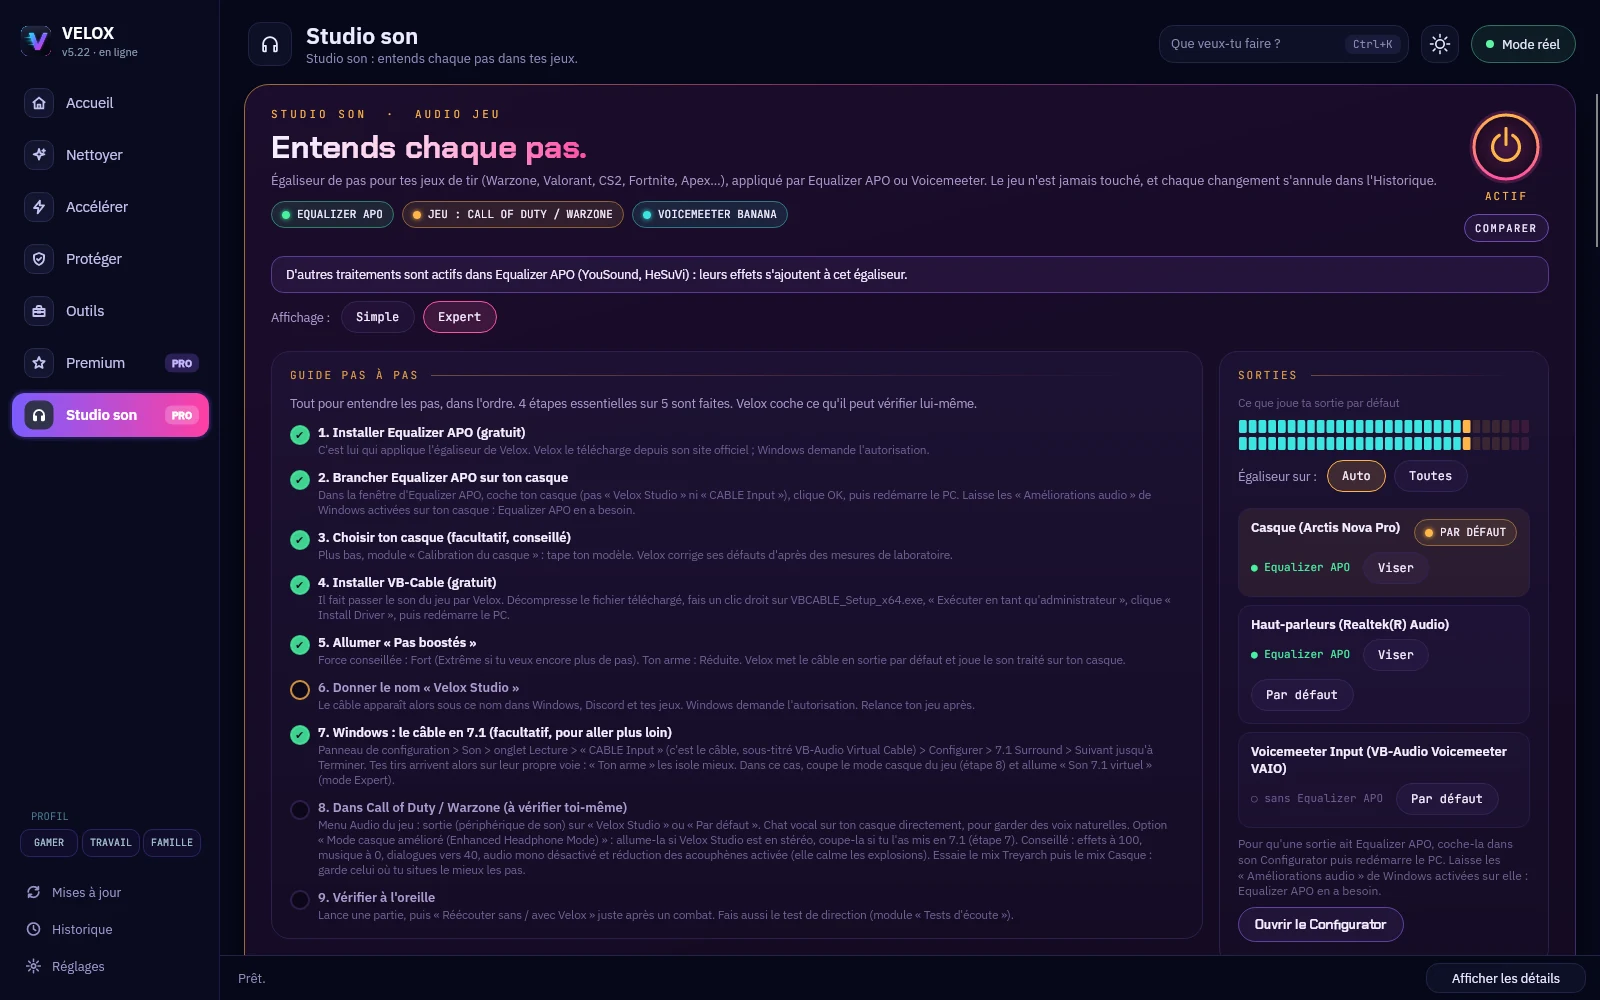 VELOX
v5.22 · en ligne
Accueil
Nettoyer
Accélérer
Protéger
Outils
Premium PRO
Studio son PRO
PROFIL
GAMER TRAVAIL FAMILLE
Mises à jour
Historique
Réglages
Studio son
Studio son : entends chaque pas dans tes jeux.
Que veux-tu faire ? Ctrl+K
Mode réel
STUDIO SON · AUDIO JEU
Entends chaque pas.
Égaliseur de pas pour tes jeux de tir (Warzone, Valorant, CS2, Fortnite, Apex…), appliqué par Equalizer APO ou Voicemeeter. Le jeu n'est jamais touché, et chaque changement s'annule dans l'Historique.
EQUALIZER APO JEU : CALL OF DUTY / WARZONE VOICEMEETER BANANA
ACTIF
COMPARER
D'autres traitements sont actifs dans Equalizer APO (YouSound, HeSuVi) : leurs effets s'ajoutent à cet égaliseur.
Affichage : Simple Expert
GUIDE PAS À PAS
Tout pour entendre les pas, dans l'ordre. 4 étapes essentielles sur 5 sont faites. Velox coche ce qu'il peut vérifier lui-même.
1. Installer Equalizer APO (gratuit)
C'est lui qui applique l'égaliseur de Velox. Velox le télécharge depuis son site officiel ; Windows demande l'autorisation.
2. Brancher Equalizer APO sur ton casque
Dans la fenêtre d'Equalizer APO, coche ton casque (pas « Velox Studio » ni « CABLE Input »), clique OK, puis redémarre le PC. Laisse les « Améliorations audio » de
Windows activées sur ton casque : Equalizer APO en a besoin.
3. Choisir ton casque (facultatif, conseillé)
Plus bas, module « Calibration du casque » : tape ton modèle. Velox corrige ses défauts d'après des mesures de laboratoire.
4. Installer VB-Cable (gratuit)
Il fait passer le son du jeu par Velox. Décompresse le fichier téléchargé, fais un clic droit sur VBCABLE_Setup_x64.exe, « Exécuter en tant qu'administrateur », clique «
Install Driver », puis redémarre le PC.
5. Allumer « Pas boostés »
Force conseillée : Fort (Extrême si tu veux encore plus de pas). Ton arme : Réduite. Velox met le câble en sortie par défaut et joue le son traité sur ton casque.
6. Donner le nom « Velox Studio »
Le câble apparaît alors sous ce nom dans Windows, Discord et tes jeux. Windows demande l'autorisation. Relance ton jeu après.
7. Windows : le câble en 7.1 (facultatif, pour aller plus loin)
Panneau de configuration > Son > onglet Lecture > « CABLE Input » (c'est le câble, sous-titré VB-Audio Virtual Cable) > Configurer > 7.1 Surround > Suivant jusqu'à
Terminer. Tes tirs arrivent alors sur leur propre voie : « Ton arme » les isole mieux. Dans ce cas, coupe le mode casque du jeu (étape 8) et allume « Son 7.1 virtuel »
(mode Expert).
8. Dans Call of Duty / Warzone (à vérifier toi-même)
Menu Audio du jeu : sortie (périphérique de son) sur « Velox Studio » ou « Par défaut ». Chat vocal sur ton casque directement, pour garder des voix naturelles. Option
« Mode casque amélioré (Enhanced Headphone Mode) » : allume-la si Velox Studio est en stéréo, coupe-la si tu l'as mis en 7.1 (étape 7). Conseillé : effets à 100,
musique à 0, dialogues vers 40, audio mono désactivé et réduction des acouphènes activée (elle calme les explosions). Essaie le mix Treyarch puis le mix Casque :
garde celui où tu situes le mieux les pas.
9. Vérifier à l'oreille
Lance une partie, puis « Réécouter sans / avec Velox » juste après un combat. Fais aussi le test de direction (module « Tests d'écoute »).
SORTIES
Ce que joue ta sortie par défaut
Égaliseur sur : Auto Toutes
Casque (Arctis Nova Pro) PAR DÉFAUT
Equalizer APO Viser
Haut-parleurs (Realtek(R) Audio)
Equalizer APO Viser
Par défaut
Voicemeeter Input (VB-Audio Voicemeeter
VAIO)
sans Equalizer APO Par défaut
Pour qu'une sortie ait Equalizer APO, coche-la dans
son Configurator puis redémarre le PC. Laisse les
« Améliorations audio » de Windows activées sur elle :
Equalizer APO en a besoin.
Ouvrir le Configurator
Prêt.
Afficher les détails